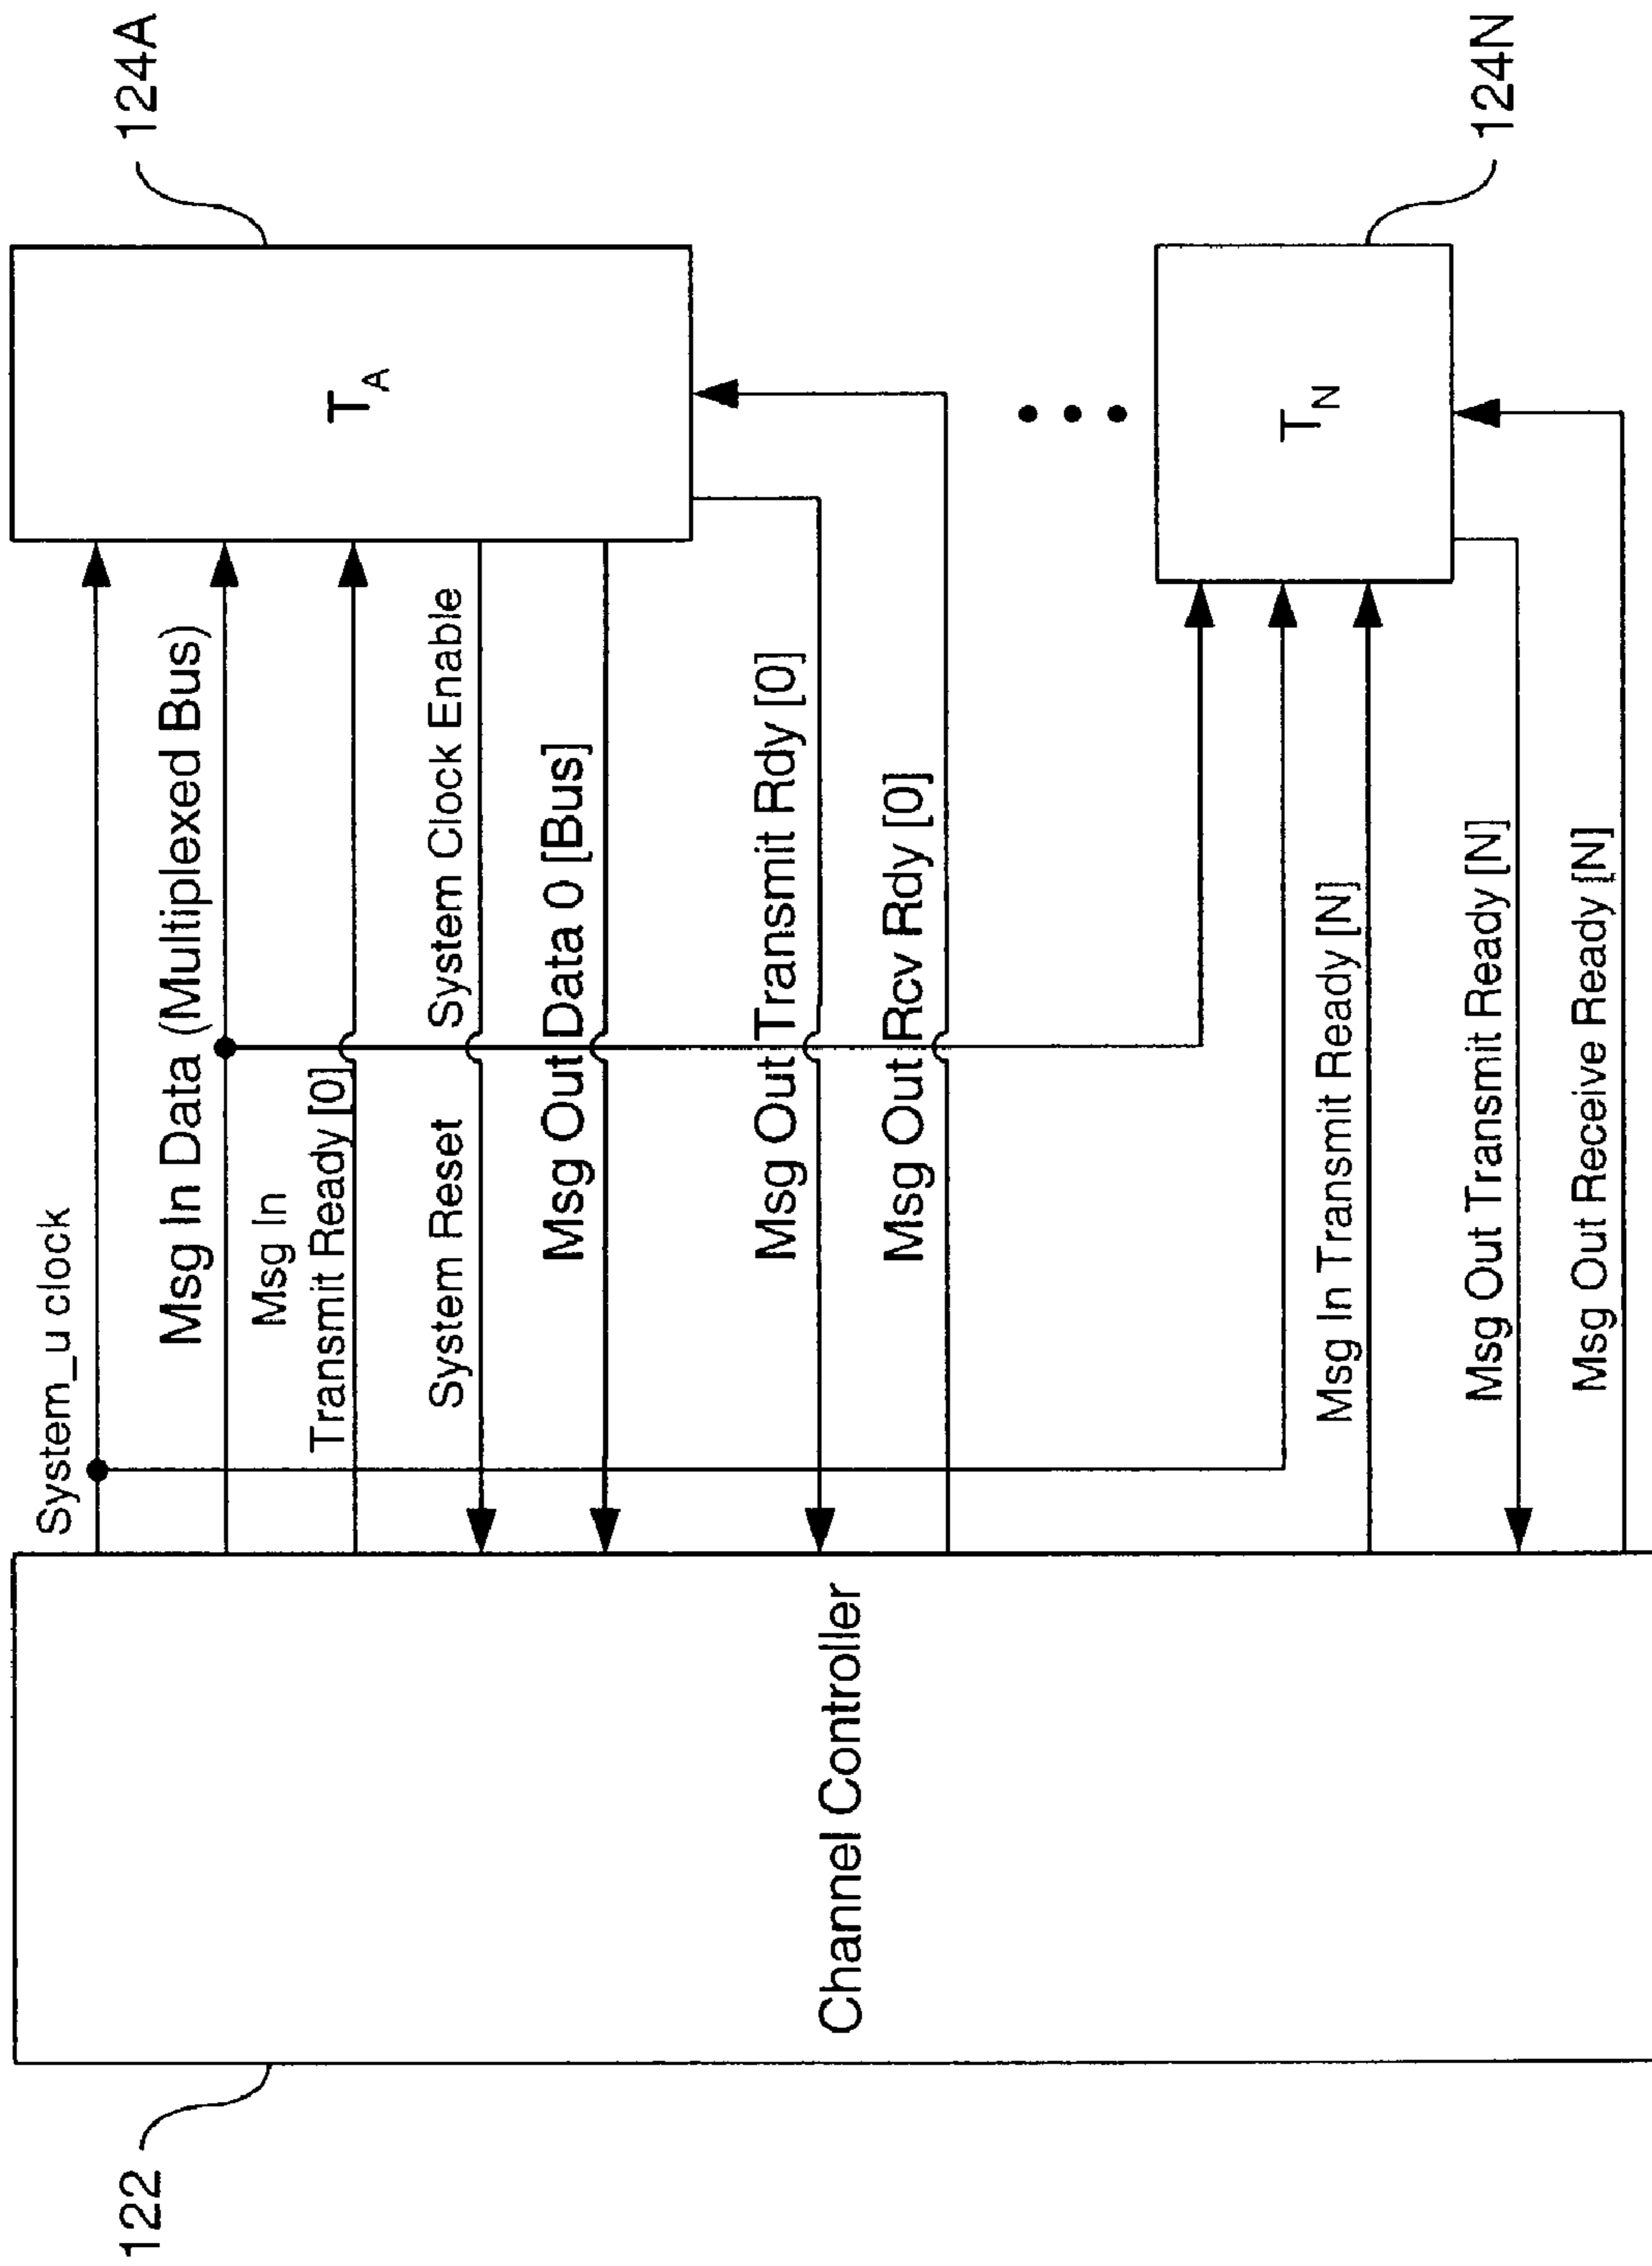 124A
System_u clock
T A
Msg In Data (Multiplexed Bus)
Msg In
Transmit Ready [0]
System Reset
System Clock Enable
Msg Out Data 0 [Bus]
Msg Out Transmit Rdy [0]
Msg Out Rcv Rdy [0]
Channel Controller
122
T N
124N
Msg In Transmit Ready [N]
Msg Out Transmit Ready [N]
Msg Out Receive Ready [N]